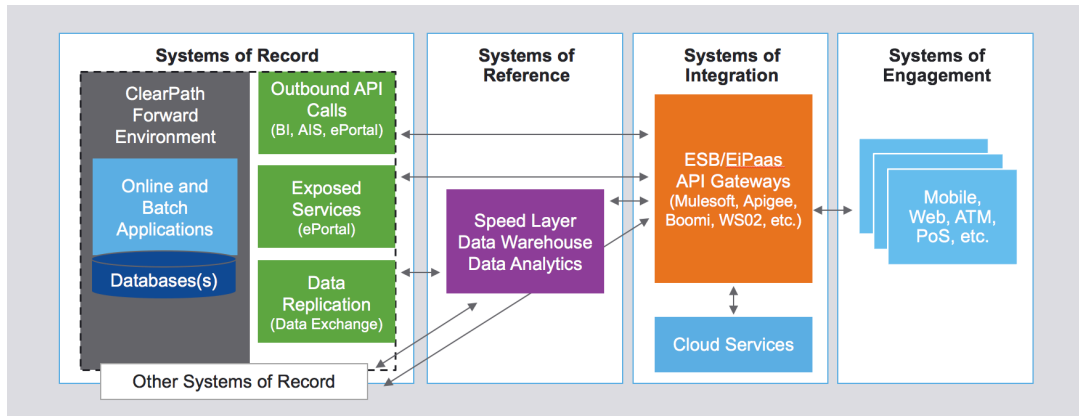 Systems of Record
ClearPath
Forward
Environment
Online and
Batch
Applications
Databases(s)
Outbound API
Calls
(BI, AIS, ePortal)
Exposed
Services
(ePortal)
Data
Replication
(Data Exchange)
Other Systems of Record
Systems of
Reference
Speed Layer
Data Warehouse
Data Analytics
Systems of
Integration
ESB/EiPaas
API Gateways
(Mulesoft, Apigee,
Boomi, WS02, etc.)
Cloud Services
Systems of
Engagement
Mobile,
Web, ATM,
PoS, etc.